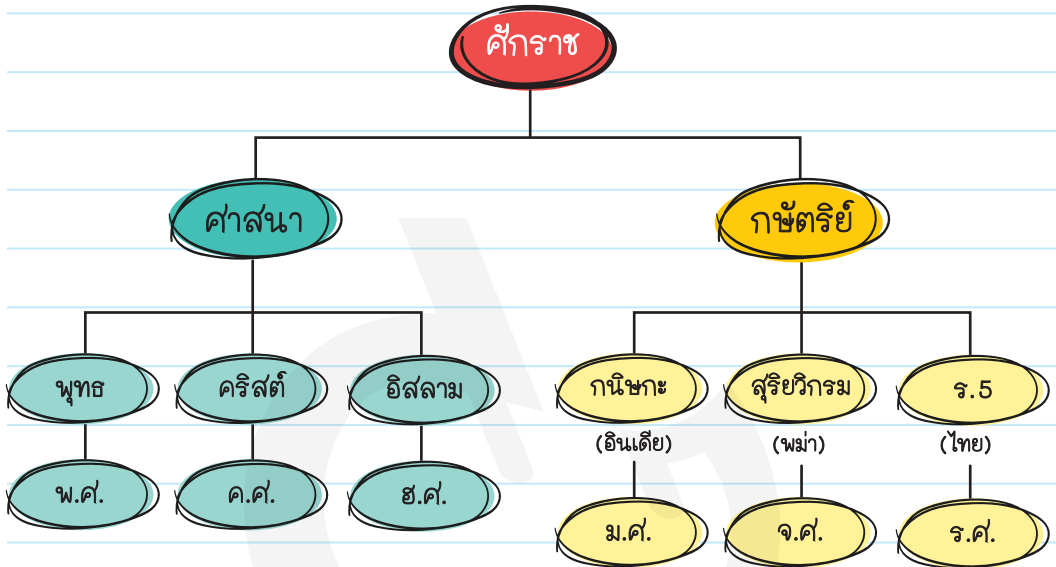 ศักราช
ศาสนา
กษัตริย์
พุทธ
คริสต์
อิสลาม
กนิษกะ
สุริยวิกรม
ร.5
(อินเดีย)
(พม่า)
(ไทย)
พ.ศ.
ค.ศ.
ฮ.ศ.
ม.ศ.
จ.ศ.
ร.ศ.